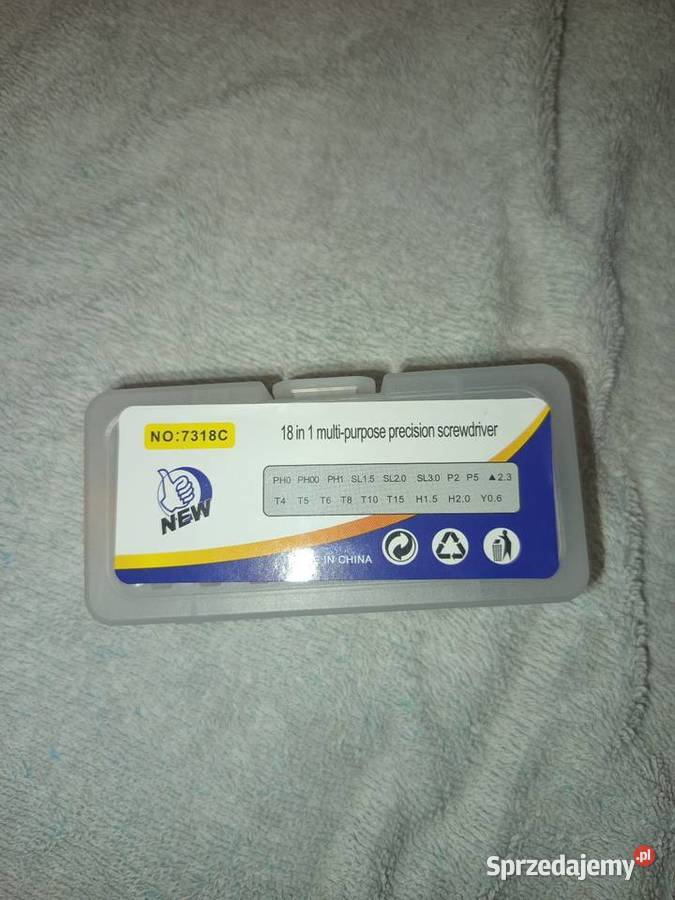 NO:7318C
18 in 1 multi-purpose precision screwdriver
PH0 PH00 PH1 SL1.5 SL2.0 SL3.0 P2 P5 ▲2.3
T4 T5 T6 T8 T10 T15 H1.5 H2.0 Y0.6
NEW
IN CHINA
Sprzedajemy.pl